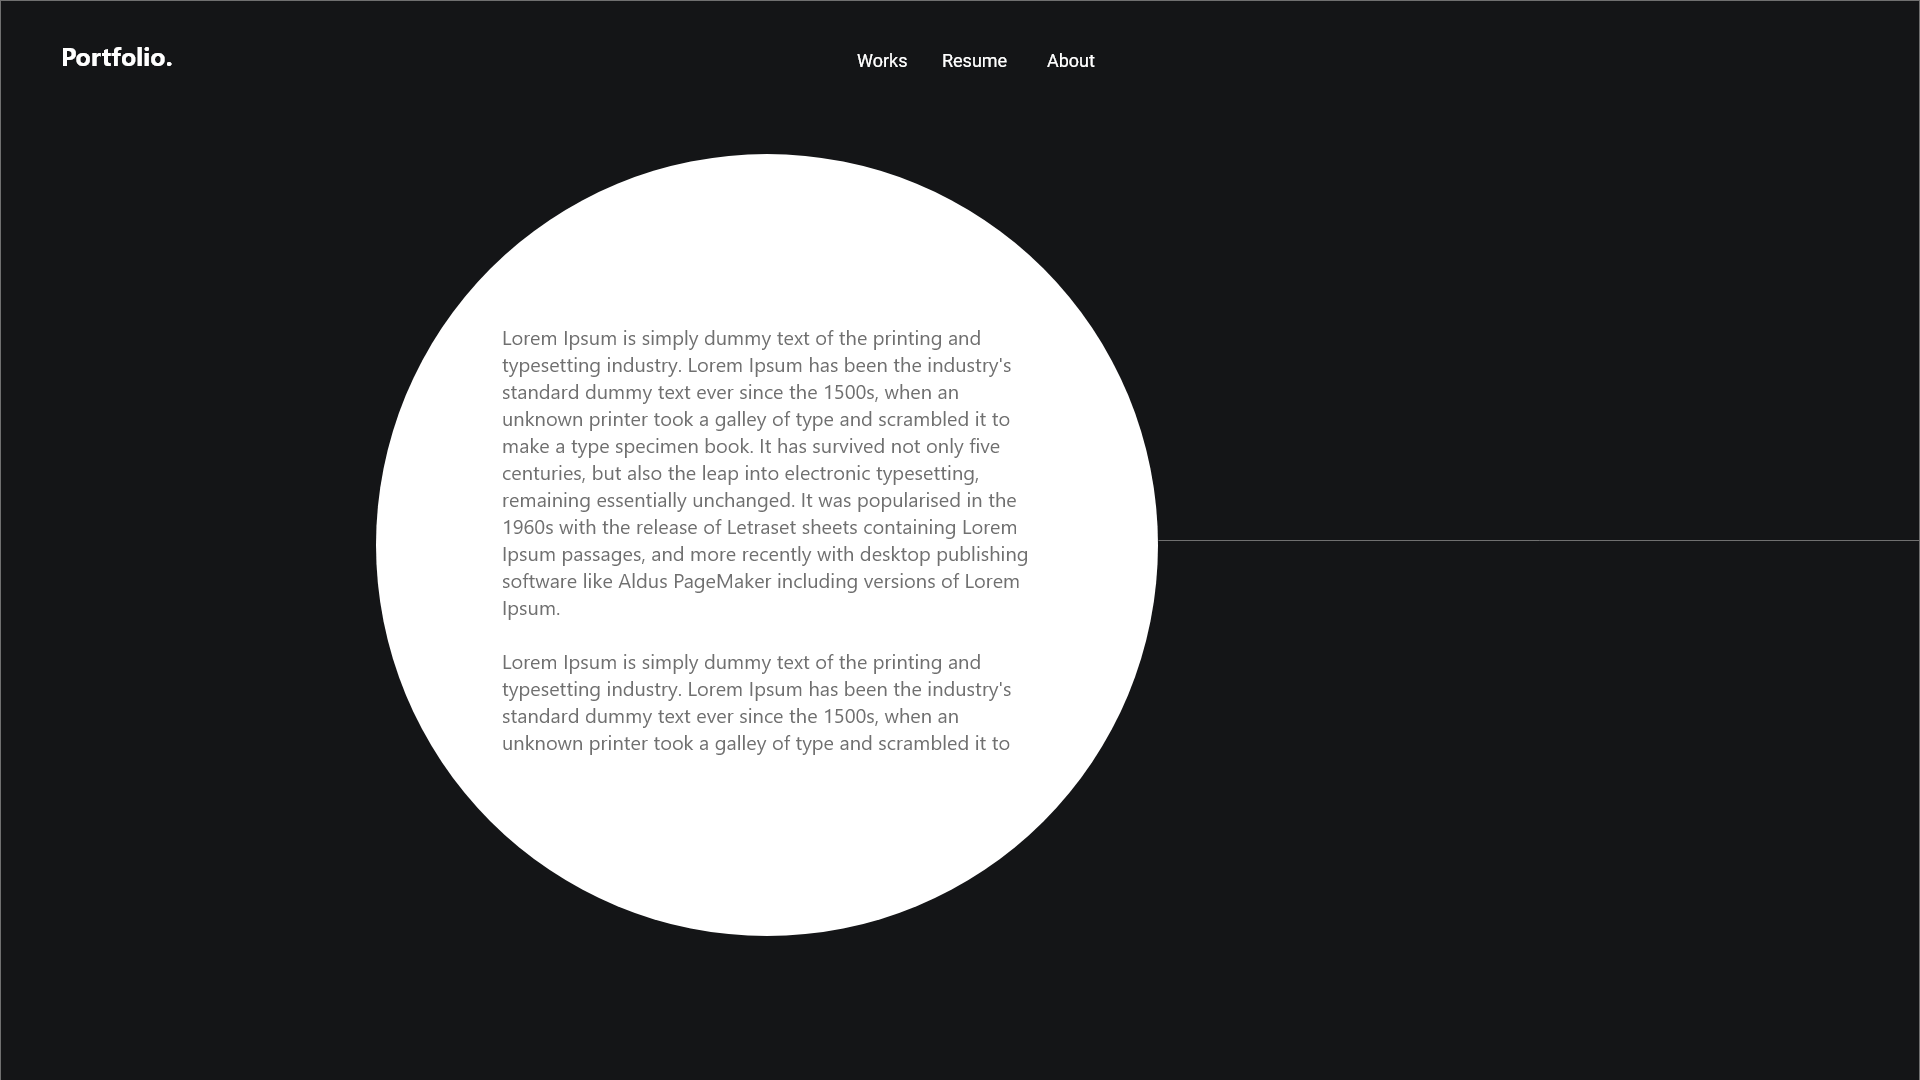 Portfolio.
Works Resume About
Lorem Ipsum is simply dummy text of the printing and
typesetting industry. Lorem Ipsum has been the industry's
standard dummy text ever since the 1500s, when an
unknown printer took a galley of type and scrambled it to
make a type specimen book. It has survived not only five
centuries, but also the leap into electronic typesetting,
remaining essentially unchanged. It was popularised in the
1960s with the release of Letraset sheets containing Lorem
Ipsum passages, and more recently with desktop publishing
software like Aldus PageMaker including versions of Lorem
Ipsum.
Lorem Ipsum is simply dummy text of the printing and
typesetting industry. Lorem Ipsum has been the industry's
standard dummy text ever since the 1500s, when an
unknown printer took a galley of type and scrambled it to